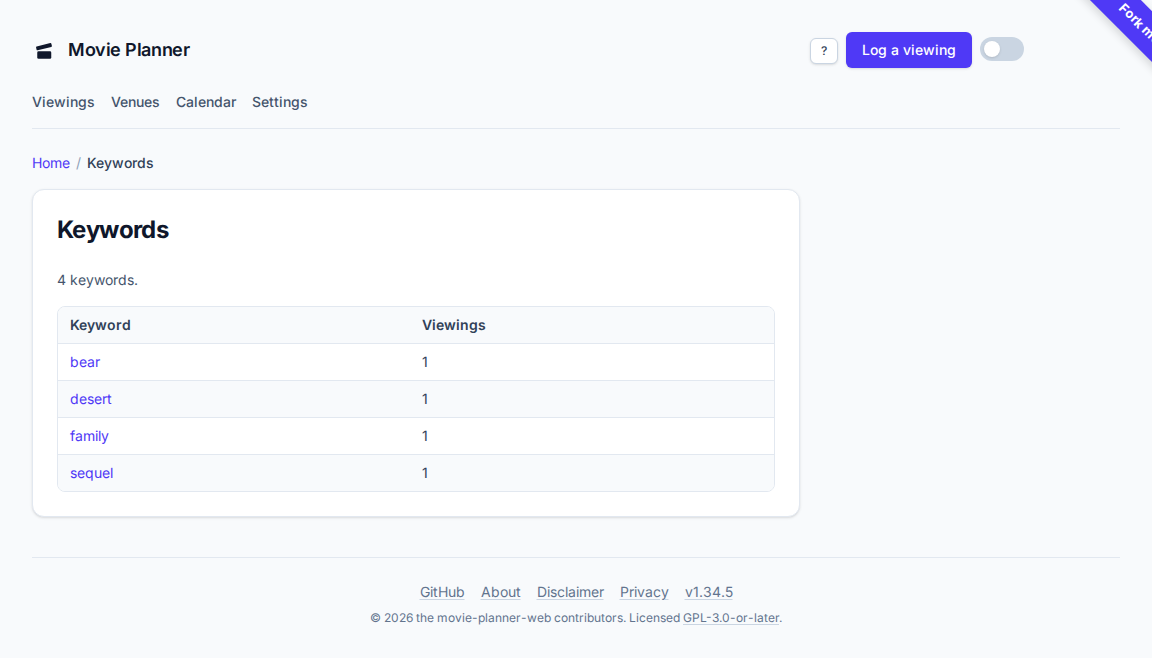 Movie Planner
?
Log a viewing
Fork m
Viewings Venues Calendar Settings
Home / Keywords
Keywords
4 keywords.
Keyword Viewings
bear 1
desert 1
family 1
sequel 1
GitHub About Disclaimer Privacy v1.34.5
© 2026 the movie-planner-web contributors. Licensed GPL-3.0-or-later.